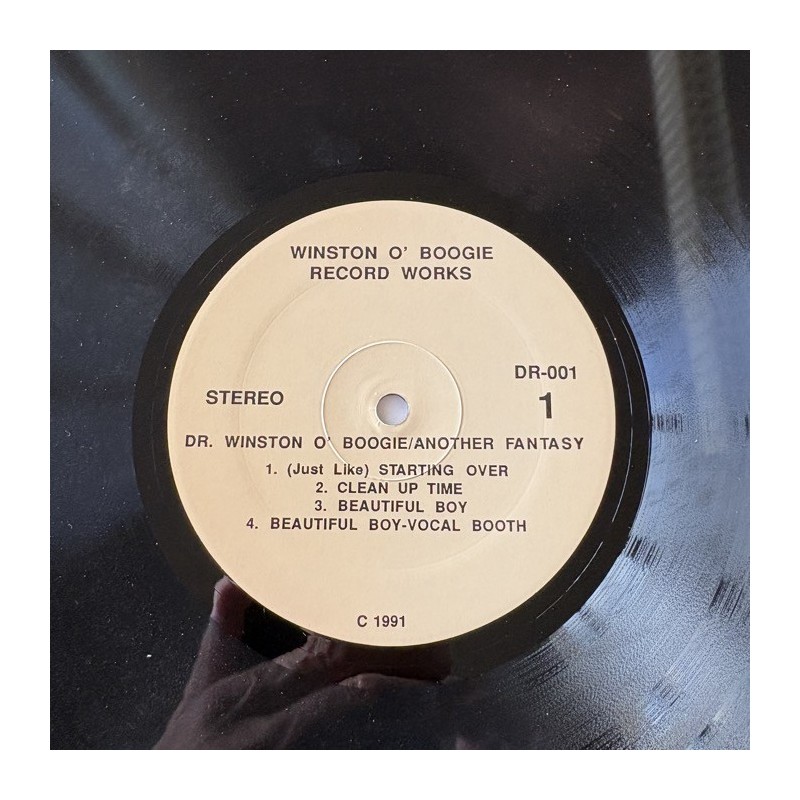 WINSTON O' BOOGIE
RECORD WORKS
DR-001
STEREO 1
DR. WINSTON O' BOOGIE/ANOTHER FANTASY
1. (Just Like) STARTING OVER
2. CLEAN UP TIME
3. BEAUTIFUL BOY
4. BEAUTIFUL BOY-VOCAL BOOTH
C 1991